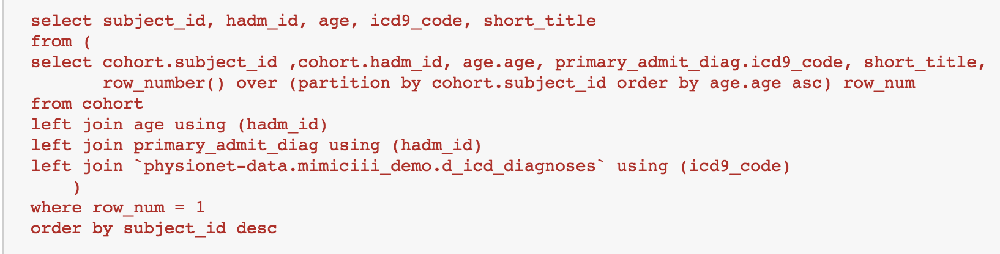 select subject_id, hadm_id, age, icd9_code, short_title
from (
select cohort.subject_id ,cohort.hadm_id, age.age, primary_admit_diag.icd9_code, short_title,
       row_number() over (partition by cohort.subject_id order by age.age asc) row_num
from cohort
left join age using (hadm_id)
left join primary_admit_diag using (hadm_id)
left join `physionet-data.mimiciii_demo.d_icd_diagnoses` using (icd9_code)
    )
where row_num = 1
order by subject_id desc